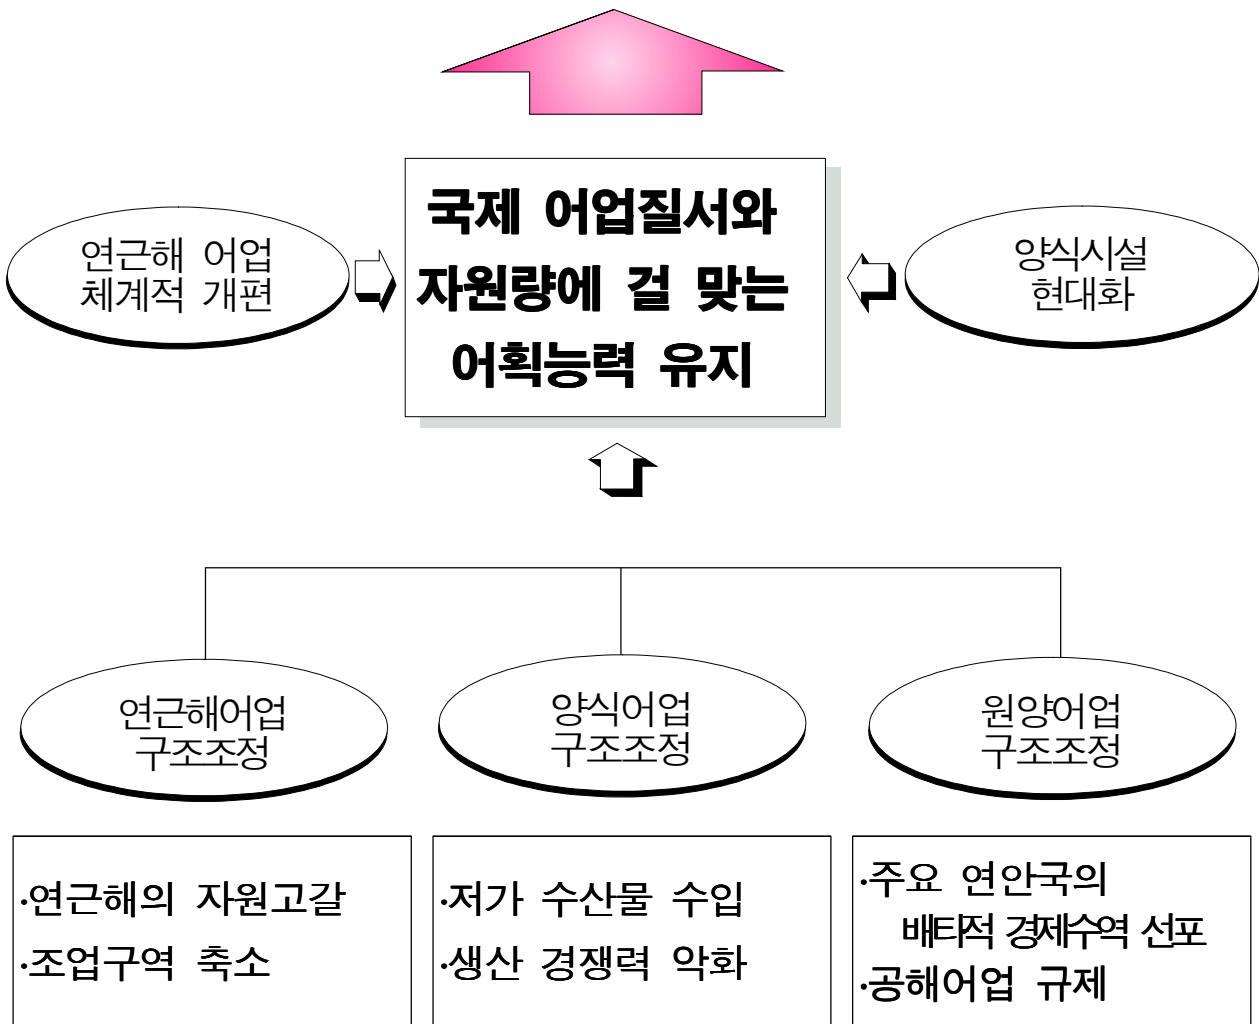 국제 어업질서와
자원량에 걸 맞는
어획능력 유지
연근해 어업
체계적 개편
양식시설
현대화
연근해어업
구조조정
양식어업
구조조정
원양어업
구조조정
·연근해의 자원고갈
·조업구역 축소
·저가 수산물 수입
·생산 경쟁력 악화
·주요 연안국의
배타적 경제수역 선포
·공해어업 규제